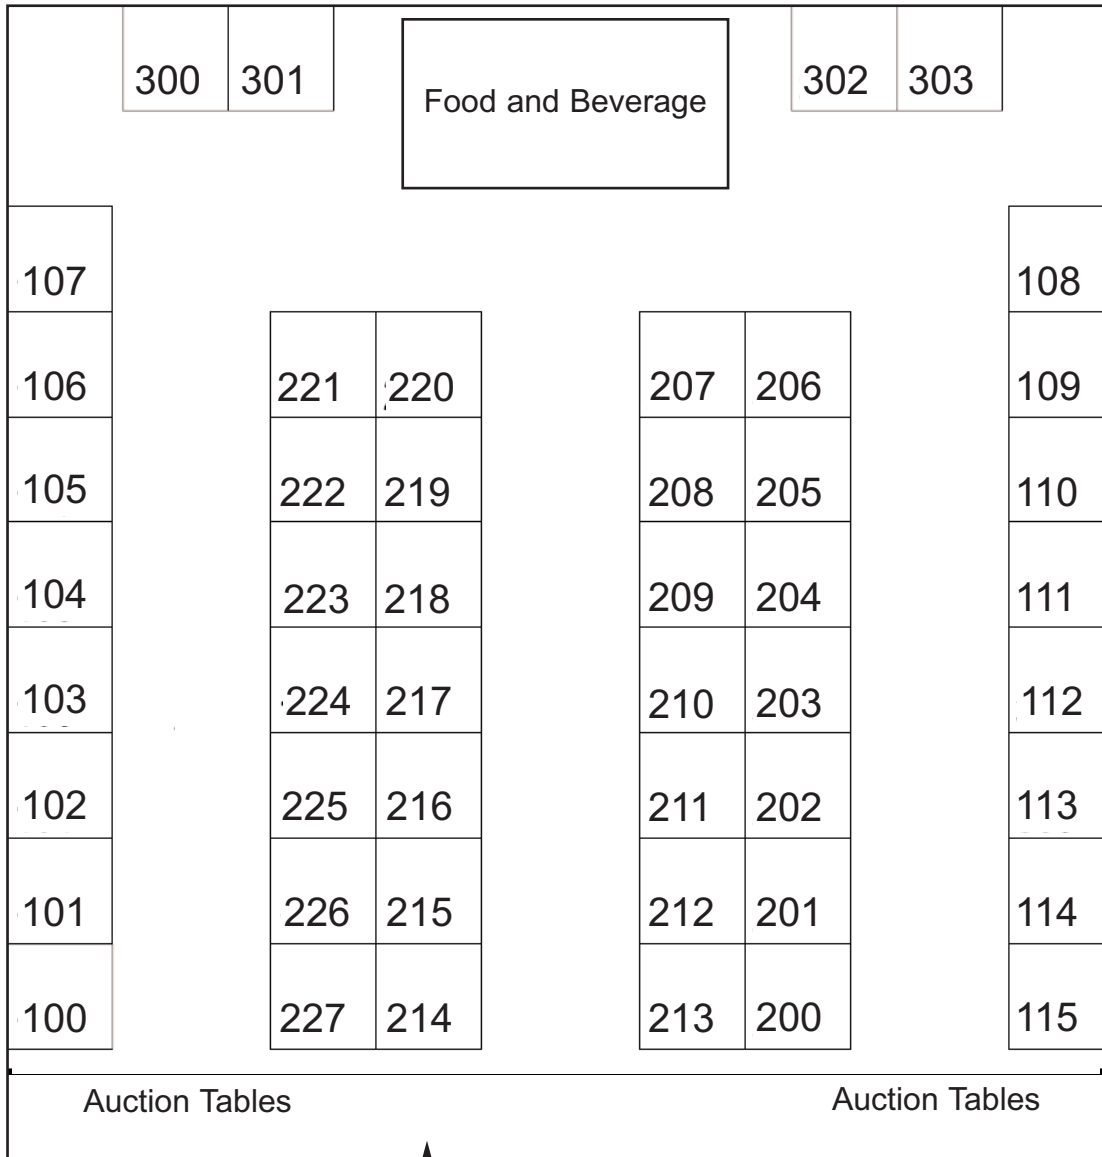 300 301 302 303
Food and Beverage
107 108
106 221 220 207 206 109
105 222 219 208 205 110
104 223 218 209 204 111
103 224 217 210 203 112
102 225 216 211 202 113
101 226 215 212 201 114
100 227 214 213 200 115
Auction Tables Auction Tables